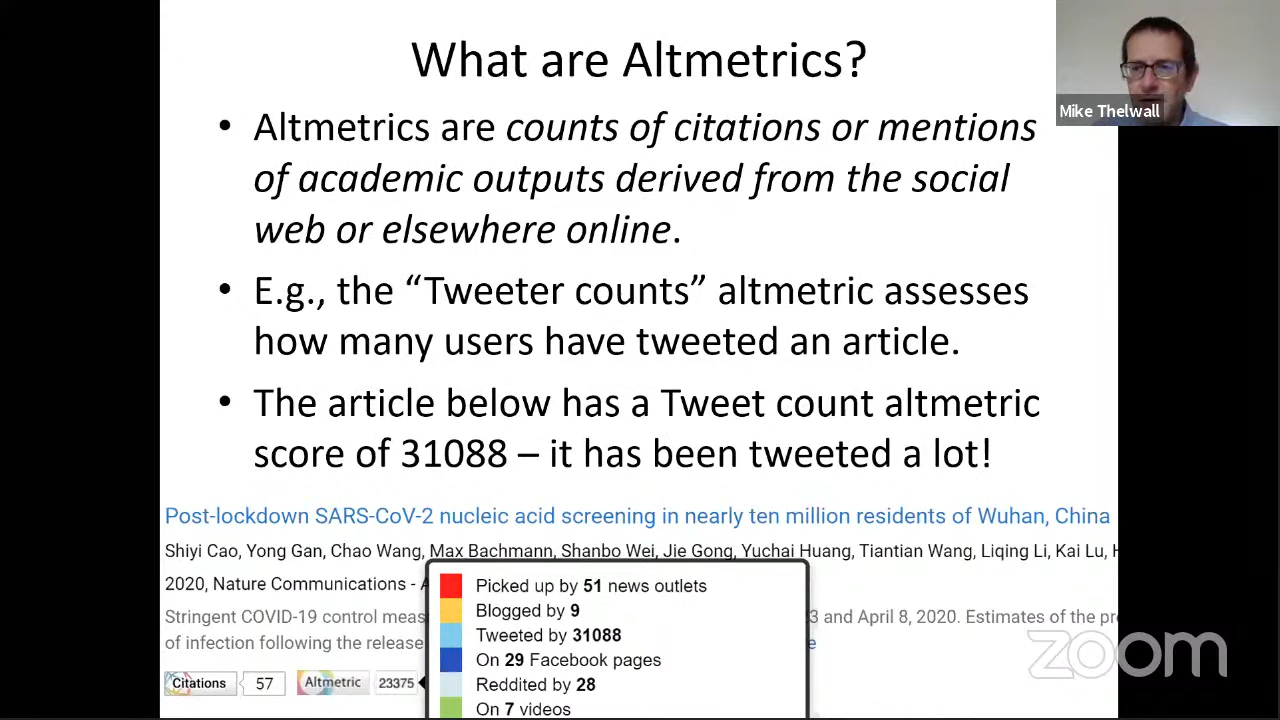 What are Altmetrics?
Mike Thelwall
• Altmetrics are counts of citations or mentions
of academic outputs derived from the social
web or elsewhere online.
• E.g., the “Tweeter counts” altmetric assesses
how many users have tweeted an article.
• The article below has a Tweet count altmetric
score of 31088 – it has been tweeted a lot!
Post-lockdown SARS-CoV-2 nucleic acid screening in nearly ten million residents of Wuhan, China
Shiyi Cao, Yong Gan, Chao Wang, Max Bachmann, Shanbo Wei, Jie Gong, Yuchai Huang, Tiantian Wang, Liqing Li, Kai Lu, H
2020, Nature Communications - A
Stringent COVID-19 control meas 3 and April 8, 2020. Estimates of the pre
of infection following the release e
Picked up by 51 news outlets
Blogged by 9
Tweeted by 31088
On 29 Facebook pages
Reddited by 28
On 7 videos
Citations 57 Altmetric 23375
zoom